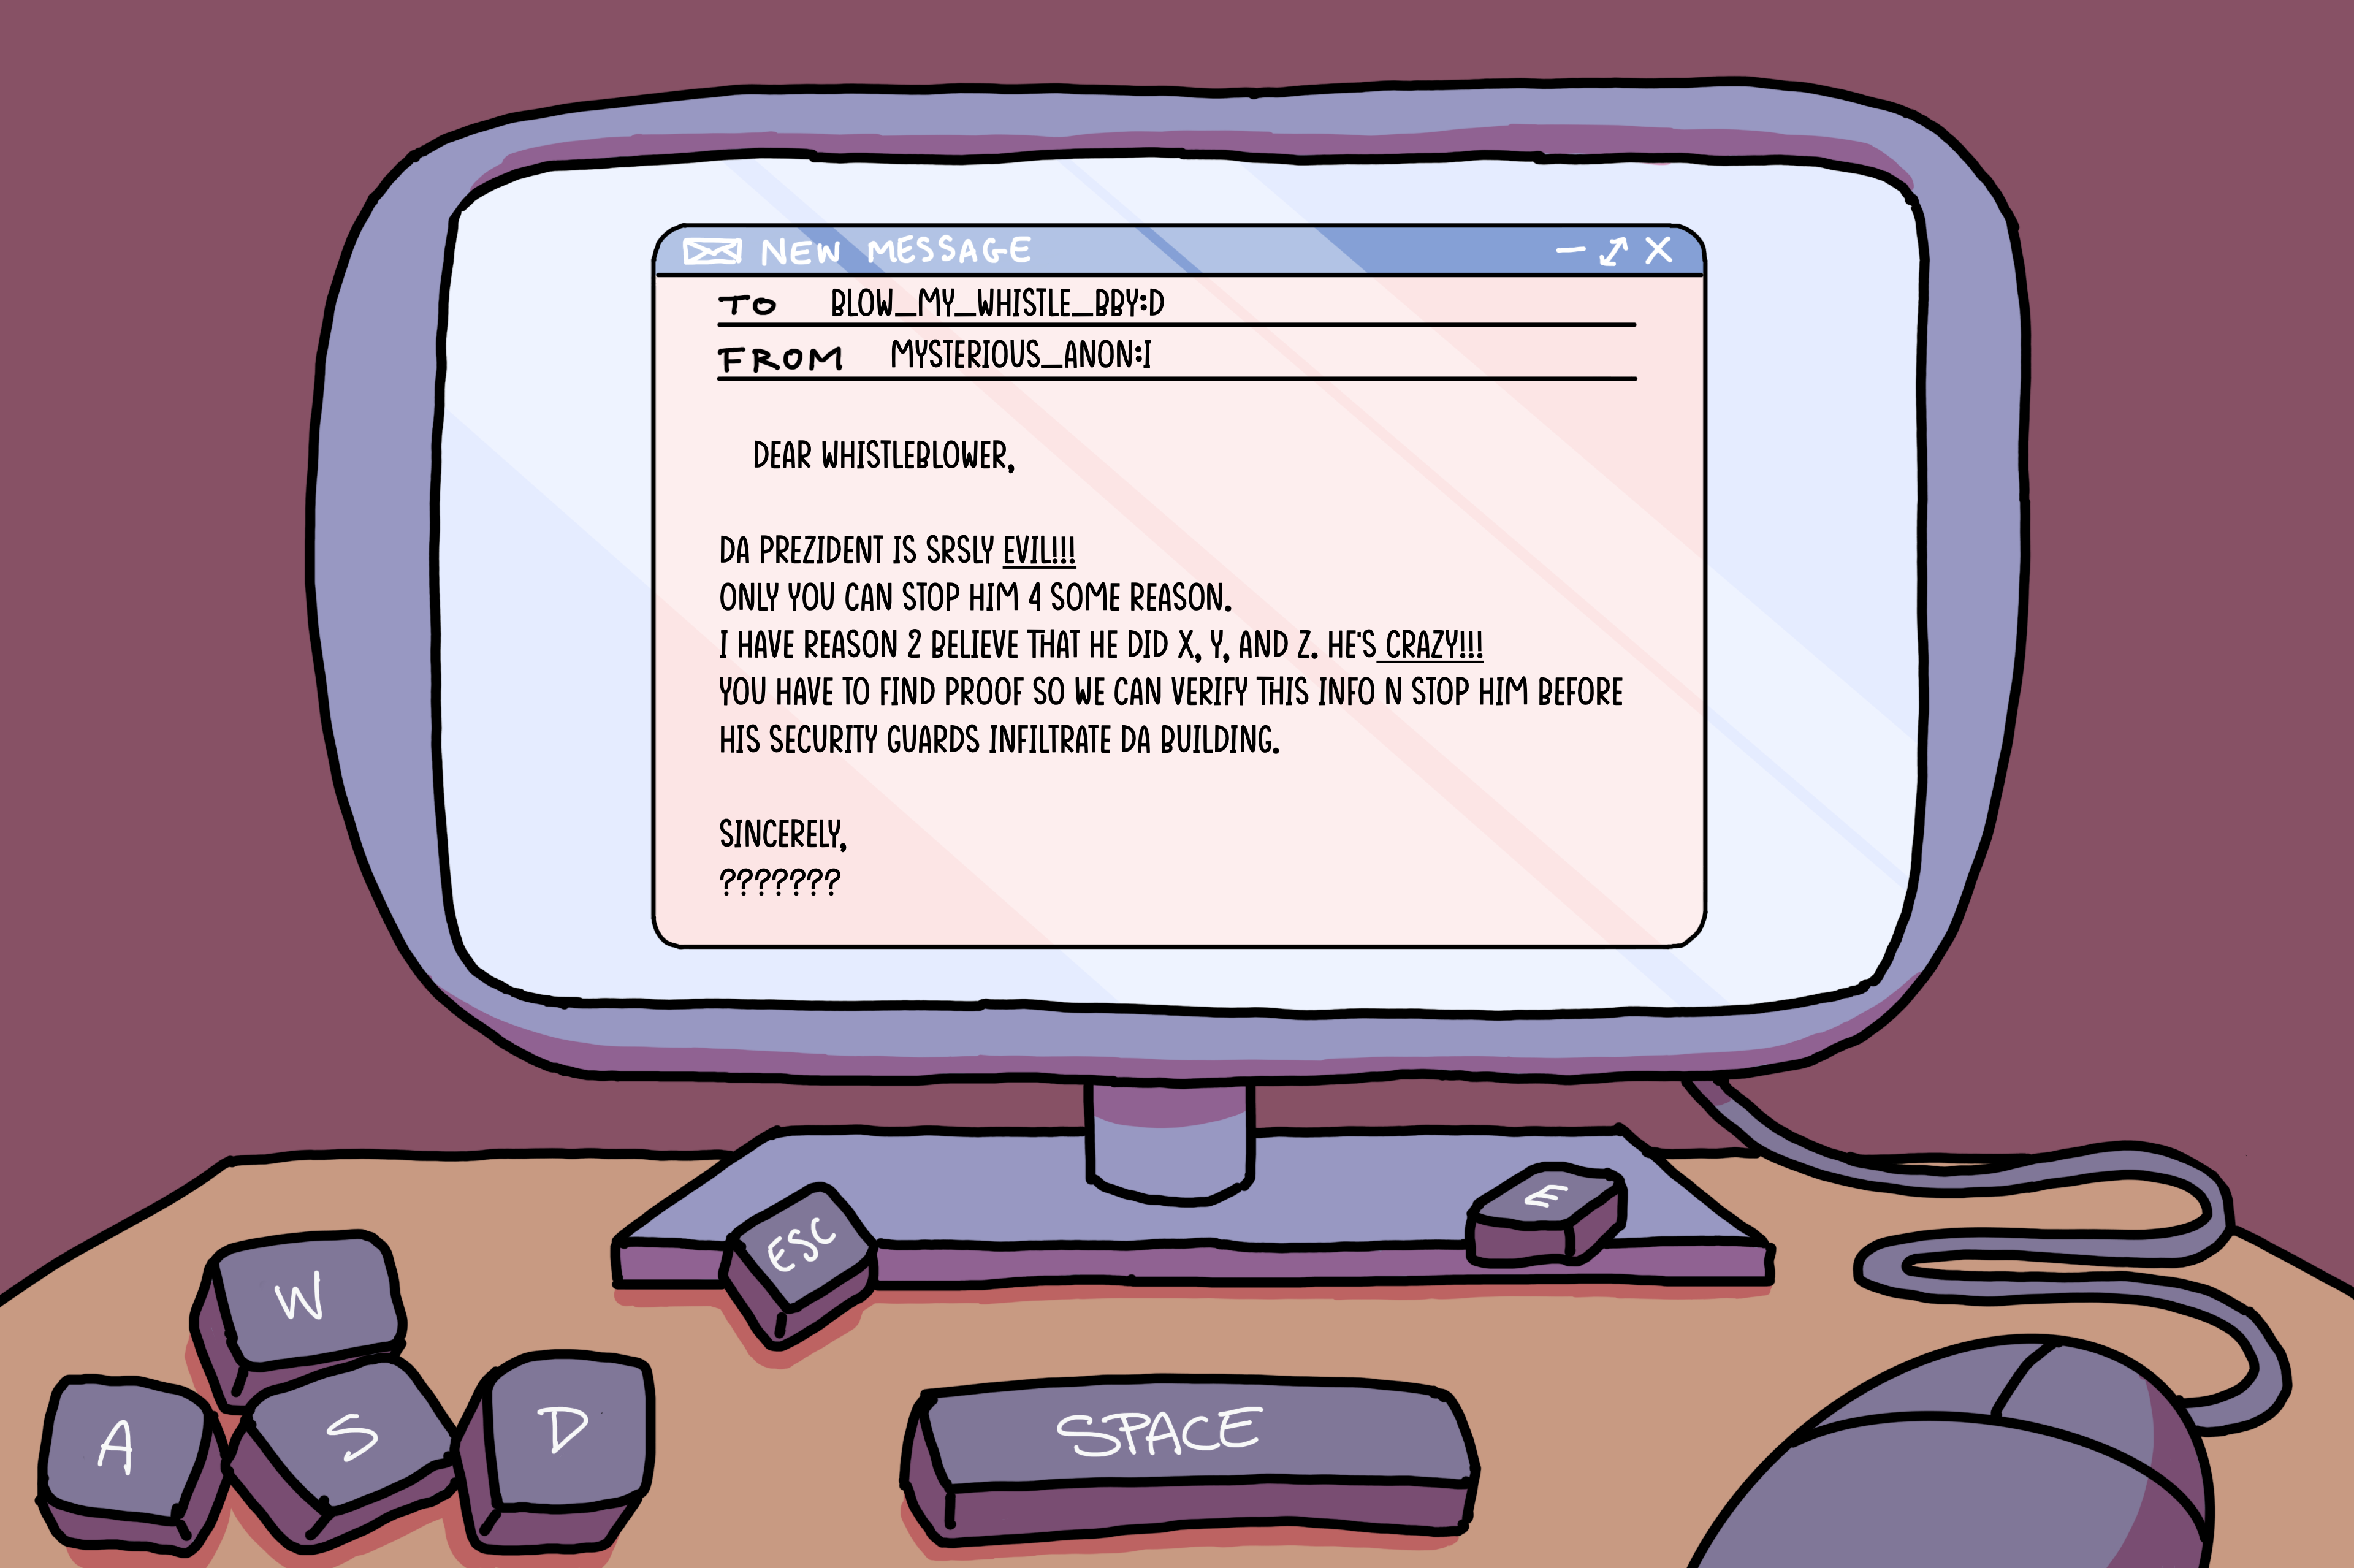 NEW MESSAGE
TO BLOW_MY_WHISTLE_BBY:D
FROM MYSTERIOUS_ANON:I
DEAR WHISTLEBLOWER,
DA PREZIDENT IS SRSLY EVIL!!!
ONLY YOU CAN STOP HIM 4 SOME REASON.
I HAVE REASON 2 BELIEVE THAT HE DID X, Y, AND Z. HE'S CRAZY!!!
YOU HAVE TO FIND PROOF SO WE CAN VERIFY THIS INFO N STOP HIM BEFORE
HIS SECURITY GUARDS INFILTRATE DA BUILDING.
SINCERELY,
???????
ESC
E
W
A
S
D
SPACE